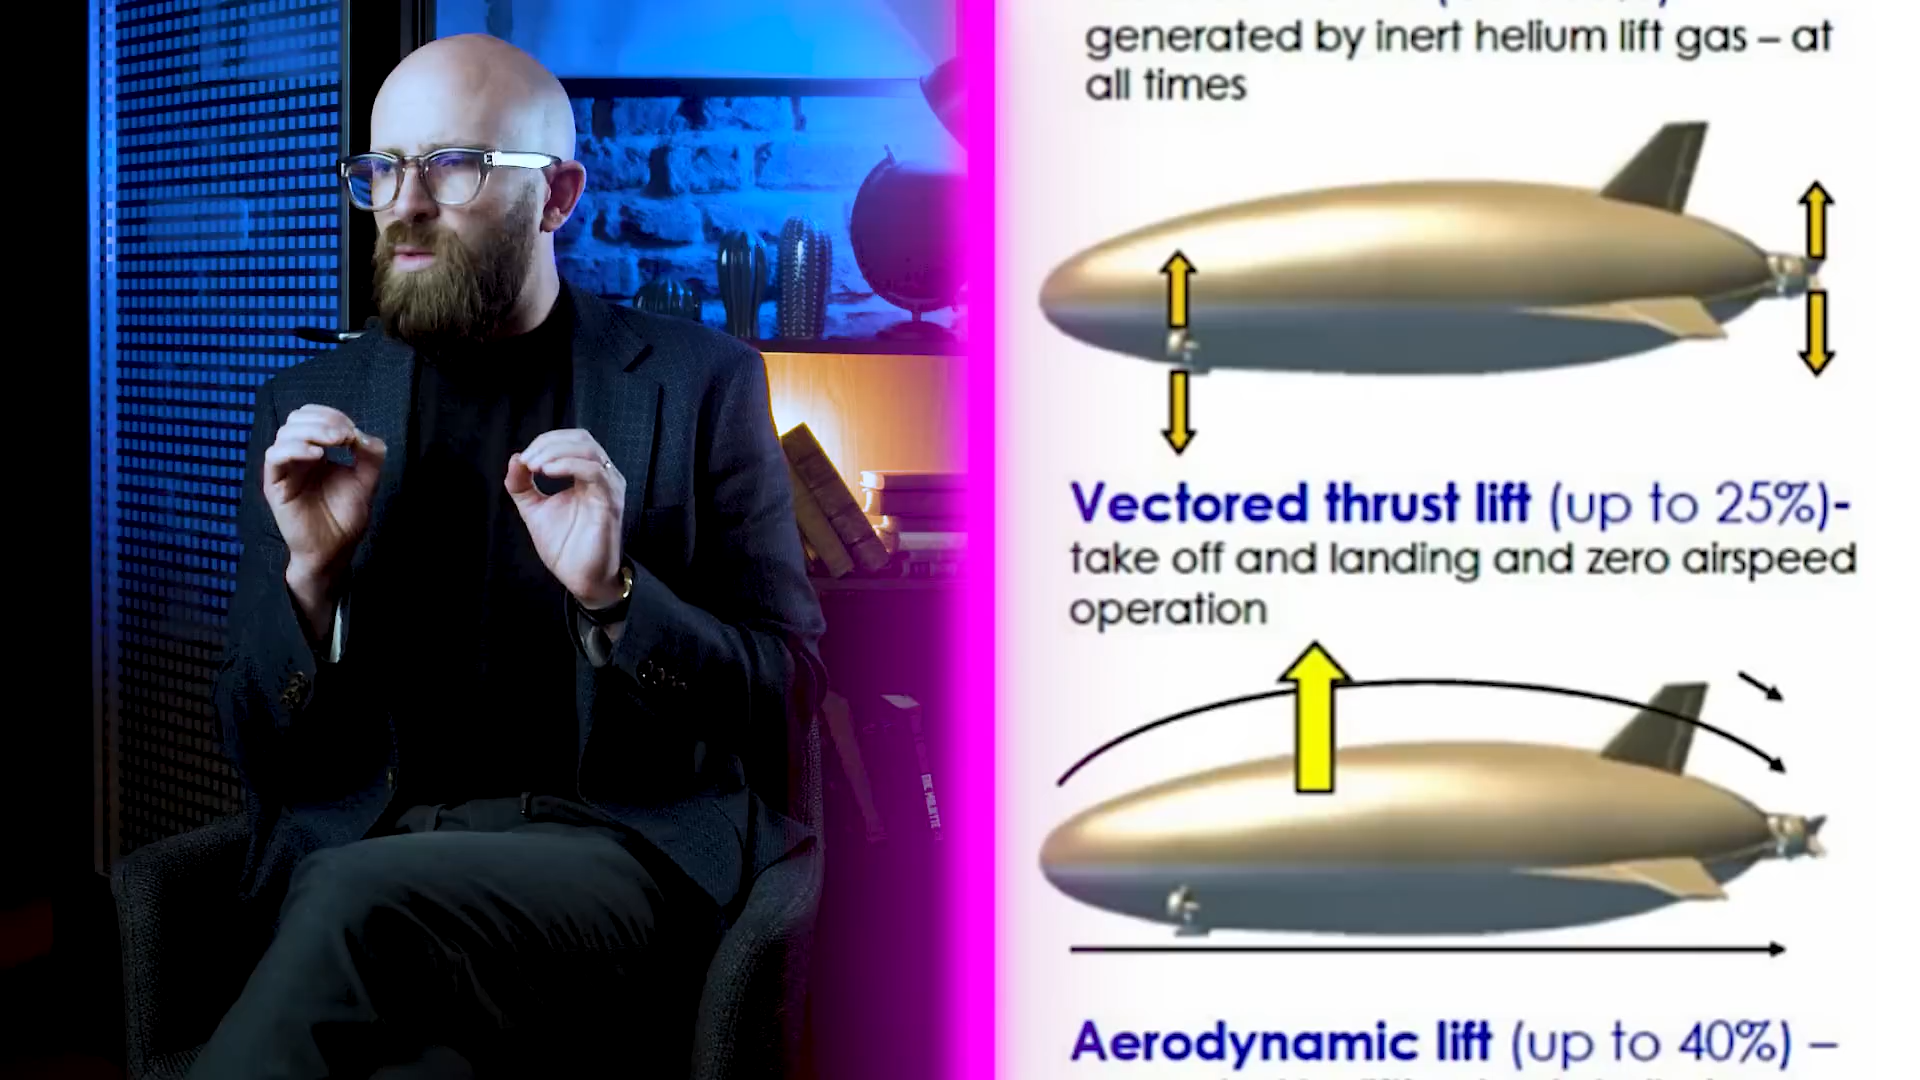 generated by inert helium lift gas – at
all times
Vectored thrust lift (up to 25%)-
take off and landing and zero airspeed
operation
Aerodynamic lift (up to 40%) –